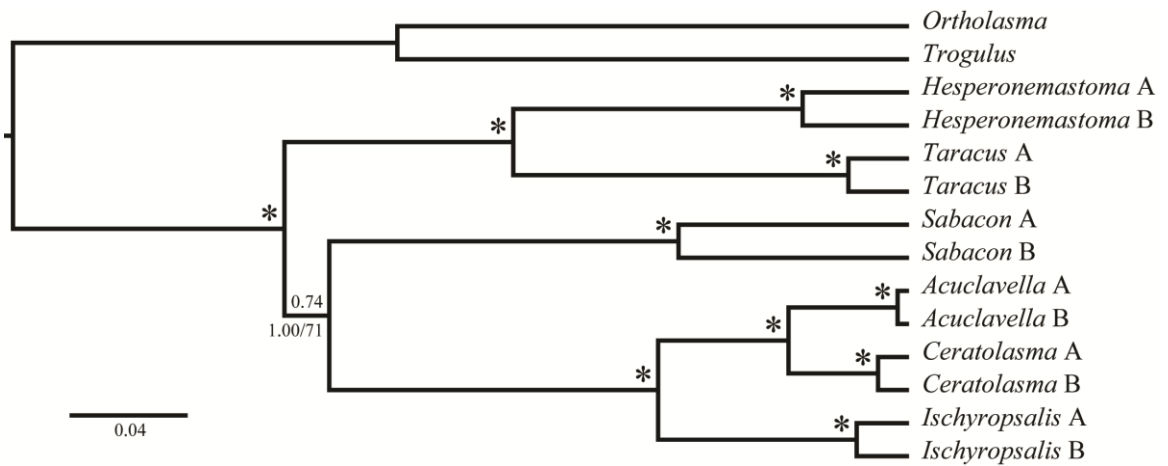 Ortholasma
Trogulus
Hesperonemastoma A
*
Hesperonemastoma B
*
Taracus A
*
Taracus B
*
Sabacon A
*
Sabacon B
Acuclavella A
*
0.74
Acuclavella B
*
1.00/71
Ceratolasma A
*
Ceratolasma B
*
Ischyropsalis A
*
0.04
Ischyropsalis B